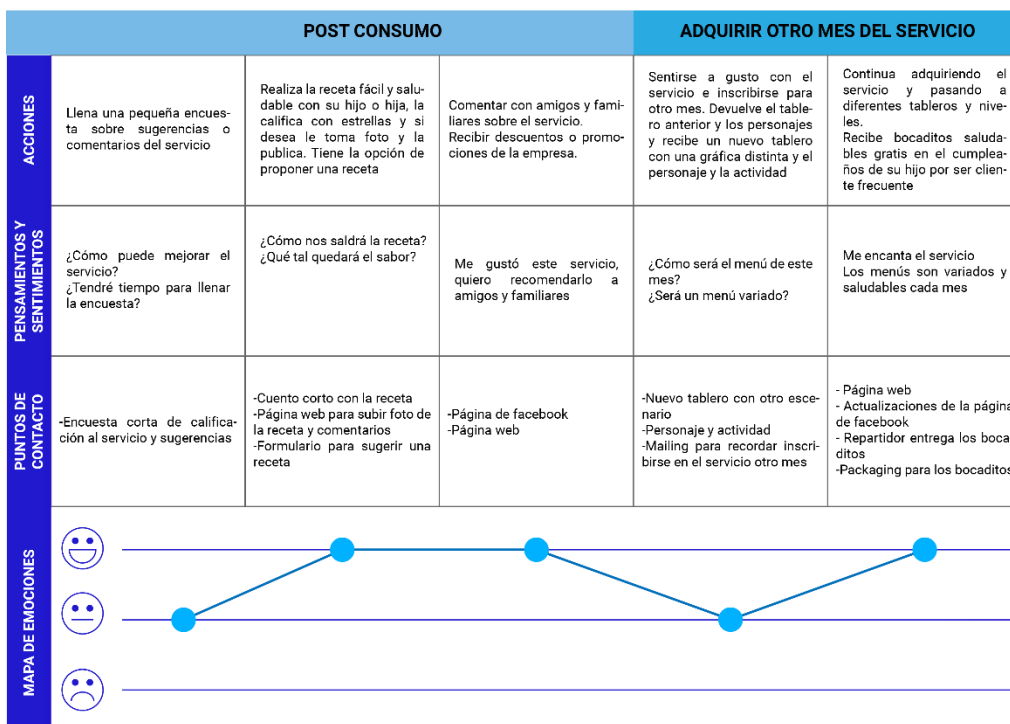 POST CONSUMO
ADQUIRIR OTRO MES DEL SERVICIO
ACCIONES
Llena una pequeña encues-
ta sobre sugerencias o
comentarios del servicio
Realiza la receta fácil y salu-
dable con su hijo o hija, la
califica con estrellas y si
desea le toma foto y la
publica. Tiene la opción de
proponer una receta
Comentar con amigos y fami-
liares sobre el servicio.
Recibir descuentos o promo-
ciones de la empresa.
Sentirse a gusto con el
servicio e inscribirse para
otro mes. Devuelve el table-
ro anterior y los personajes
y recibe un nuevo tablero
con una gráfica distinta y el
personaje y la actividad
Continua adquiriendo el
servicio y pasando a
diferentes tableros y nive-
les.
Recibe bocaditos saluda-
bles gratis en el cumplea-
ños de su hijo por ser clien-
te frecuente
PENSAMIENTOS Y
SENTIMIENTOS
¿Cómo puede mejorar el
servicio?
¿Tendré tiempo para llenar
la encuesta?
¿Cómo nos saldrá la receta?
¿Qué tal quedará el sabor?
Me gustó este servicio,
quiero recomendarlo a
amigos y familiares
¿Cómo será el menú de este
mes?
¿Será un menú variado?
Me encanta el servicio
Los menús son variados y
saludables cada mes
PUNTOS DE
CONTACTO
-Encuesta corta de califica-
ción al servicio y sugerencias
-Cuento corto con la receta
-Página web para subir foto de
la receta y comentarios
-Formulario para sugerir una
receta
-Página de facebook
-Página web
-Nuevo tablero con otro esce-
nario
-Personaje y actividad
-Mailing para recordar inscri-
birse en el servicio otro mes
- Página web
- Actualizaciones de la página
de facebook
- Repartidor entrega los boca
ditos
-Packaging para los bocaditos
MAPA DE EMOCIONES